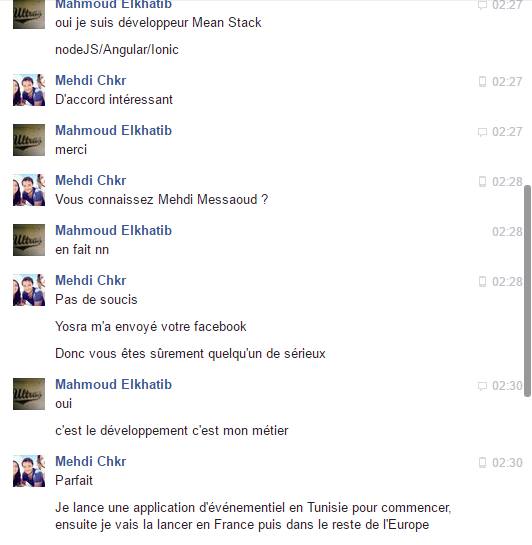 Mahmoud Elkhatib 02:27
oui je suis développeur Mean Stack
nodeJS/Angular/Ionic
Mehdi Chkr 02:27
D'accord intéressant
Mahmoud Elkhatib 02:27
merci
Mehdi Chkr 02:28
Vous connaissez Mehdi Messaoud ?
Mahmoud Elkhatib 02:28
en fait nn
Mehdi Chkr 02:28
Pas de soucis
Yosra m'a envoyé votre facebook
Donc vous êtes sûrement quelqu'un de sérieux
Mahmoud Elkhatib 02:30
oui
c'est le développement c'est mon métier
Mehdi Chkr 02:30
Parfait
Je lance une application d'événementiel en Tunisie pour commencer,
ensuite je vais la lancer en France puis dans le reste de l'Europe